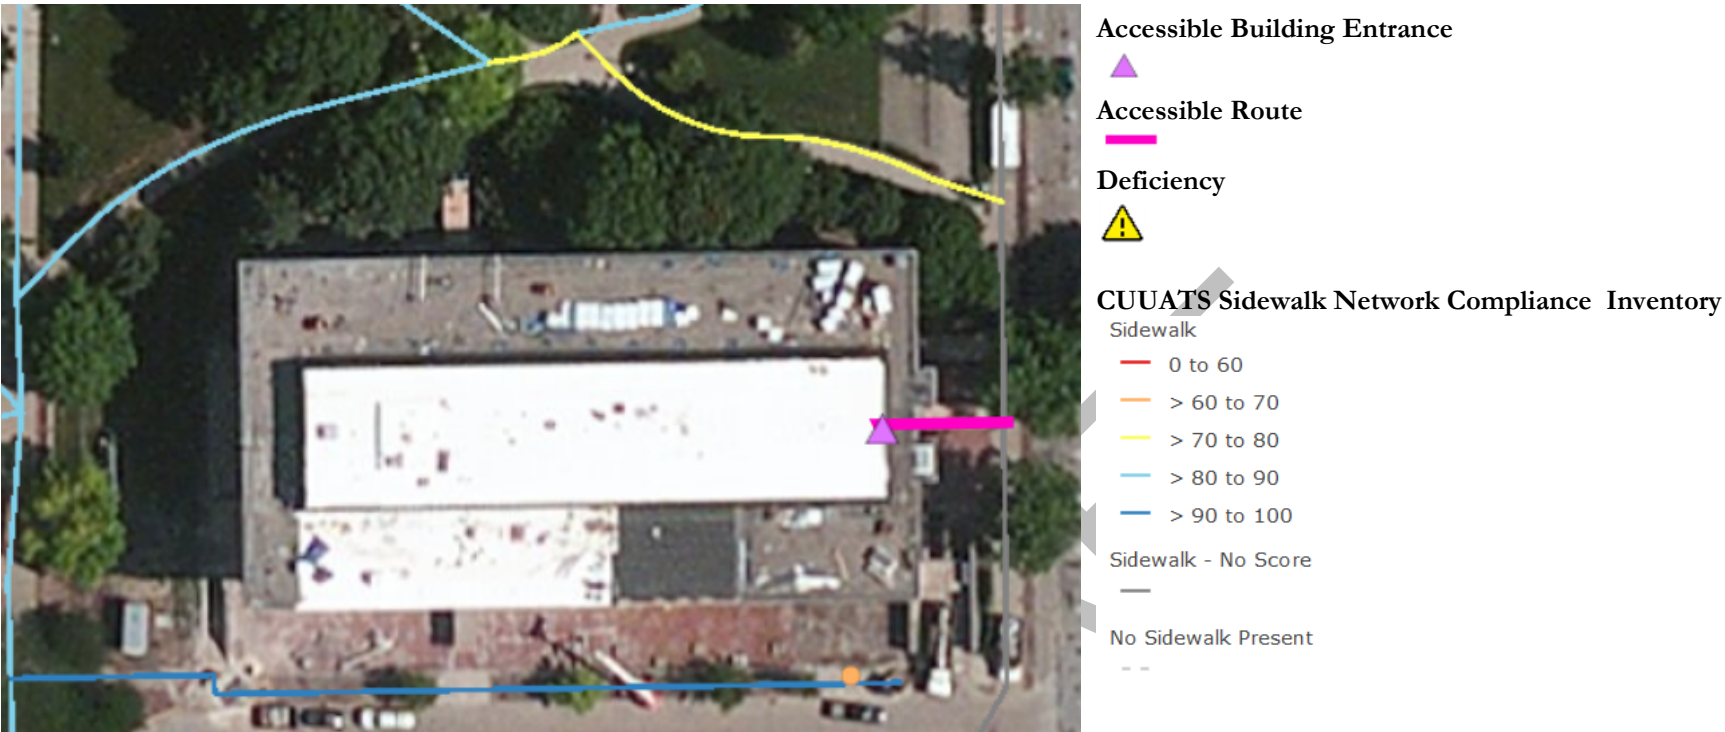 Accessible Building Entrance
Accessible Route
Deficiency
CUUATS Sidewalk Network Compliance  Inventory
Sidewalk
0 to 60
> 60 to 70
> 70 to 80
> 80 to 90
> 90 to 100
Sidewalk - No Score
No Sidewalk Present